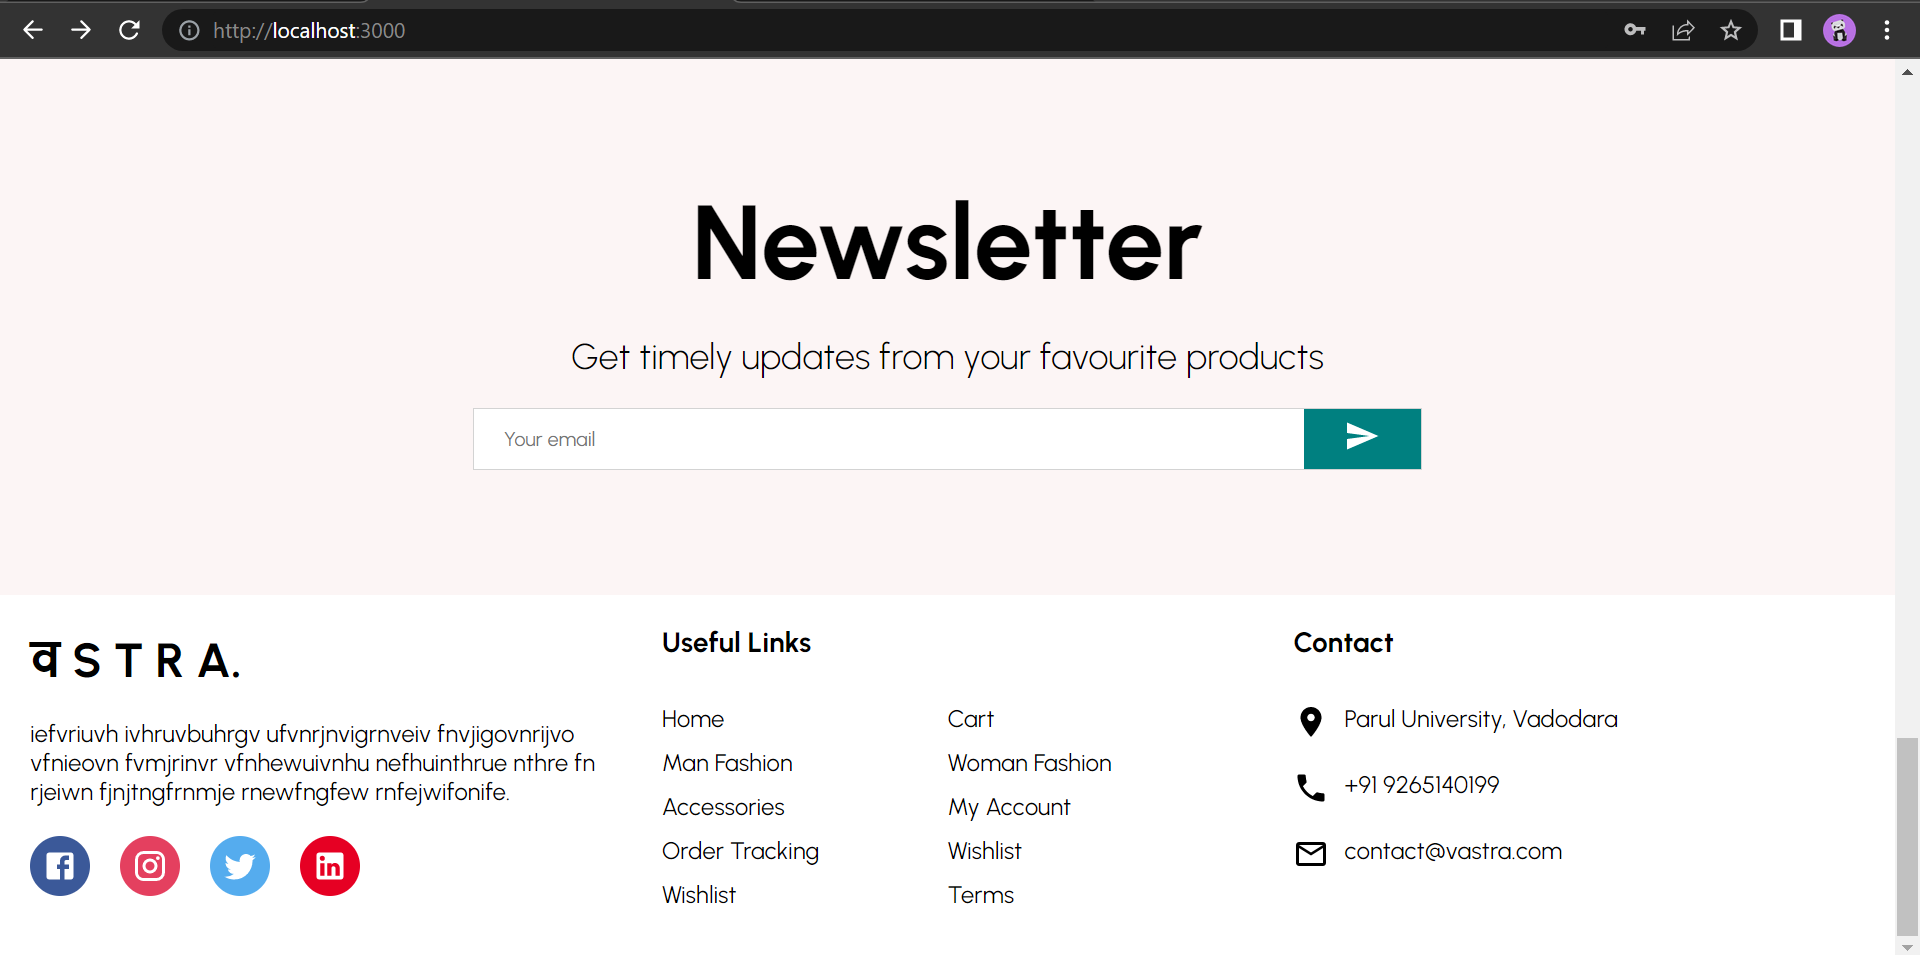 http://localhost:3000
Newsletter
Get timely updates from your favourite products
Your email
वS T R A.
iefvriuvh ivhruvbuhrgv ufvnrjnvigrnveiv fnvjigovnrijvo
vfnieovn fvmjrinvr vfnhewuivnhu nefhuinthrue nthre fn
rjeiwn fjnjtngfrnmje rnewfngfew rnfejwifonife.
Useful Links
Home
Man Fashion
Accessories
Order Tracking
Wishlist
Cart
Woman Fashion
My Account
Wishlist
Terms
Contact
Parul University, Vadodara
+91 9265140199
contact@vastra.com